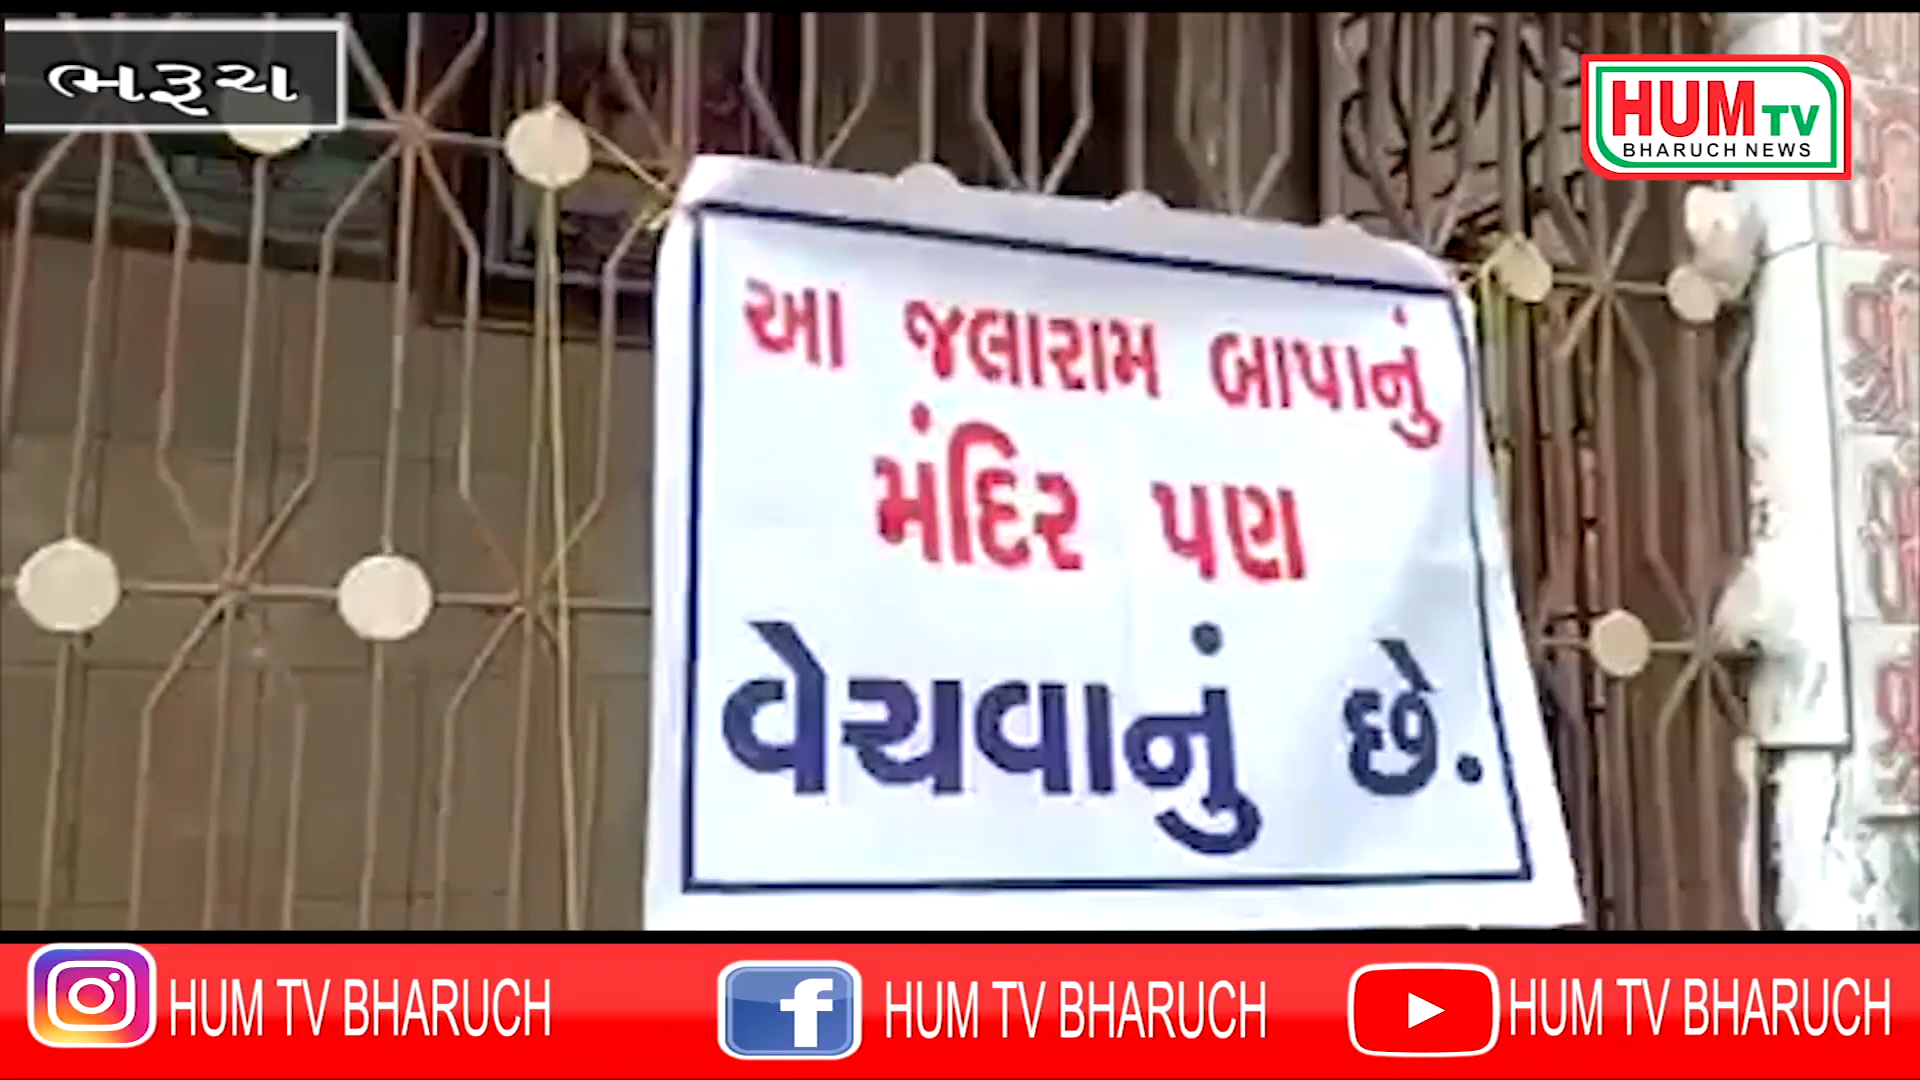 ભરૂચ
HUM TV
BHARUCH NEWS
આ જલારામ બાપાનું
મંદિર પણ
વેચવાનું છે.
HUM TV BHARUCH
HUM TV BHARUCH
HUM TV BHARUCH